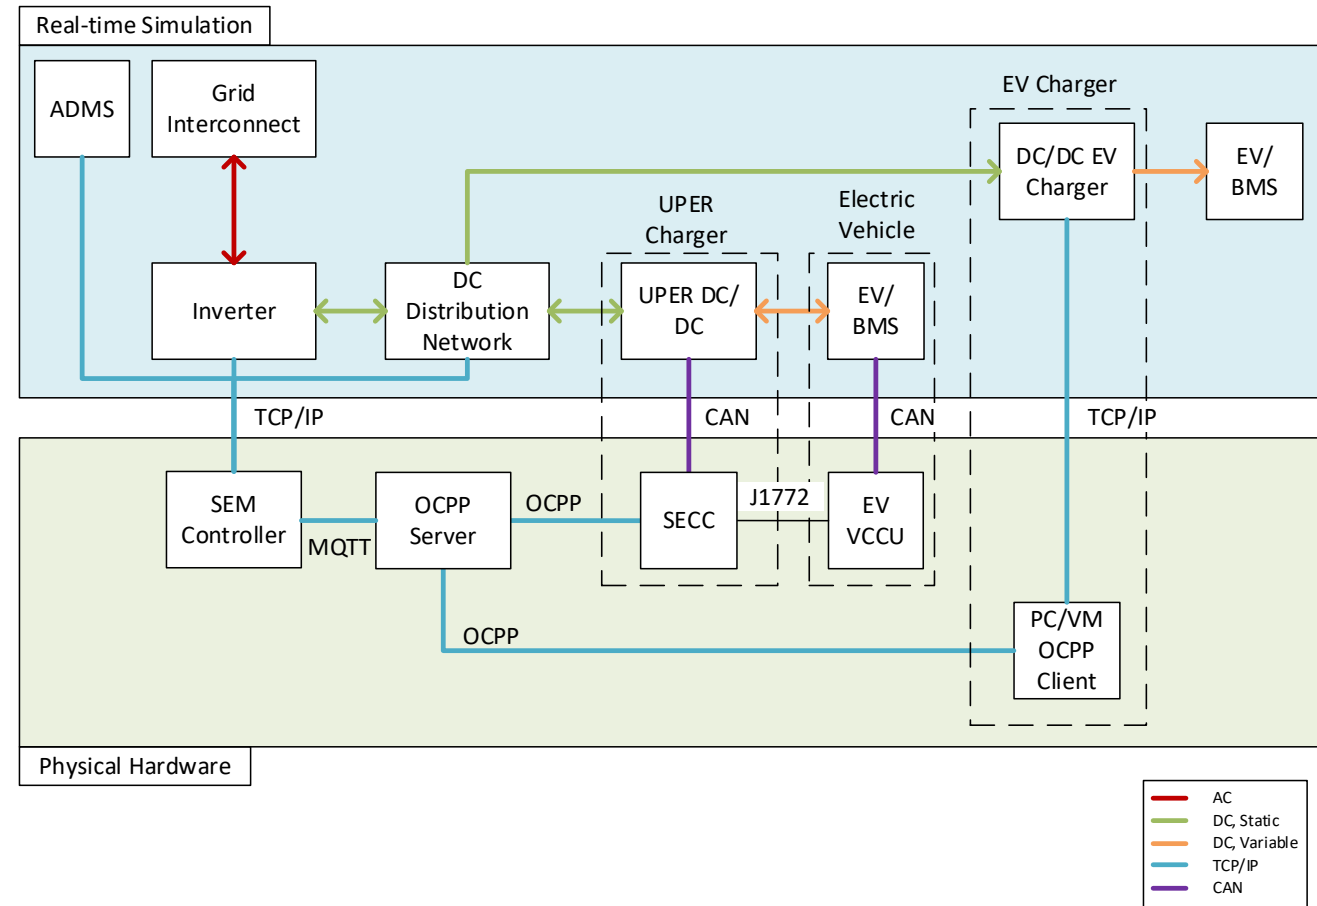 Real-time Simulation
ADMS
Grid
Interconnect
EV Charger
DC/DC EV
Charger
EV/
BMS
UPER
Charger
Electric
Vehicle
Inverter
DC
Distribution
Network
UPER DC/
DC
EV/
BMS
TCP/IP
CAN
CAN
TCP/IP
SEM
Controller
MQTT
OCPP
Server
OCPP
SECC
J1772
EV
VCCU
OCPP
PC/VM
OCPP
Client
Physical Hardware
AC
DC, Static
DC, Variable
TCP/IP
CAN